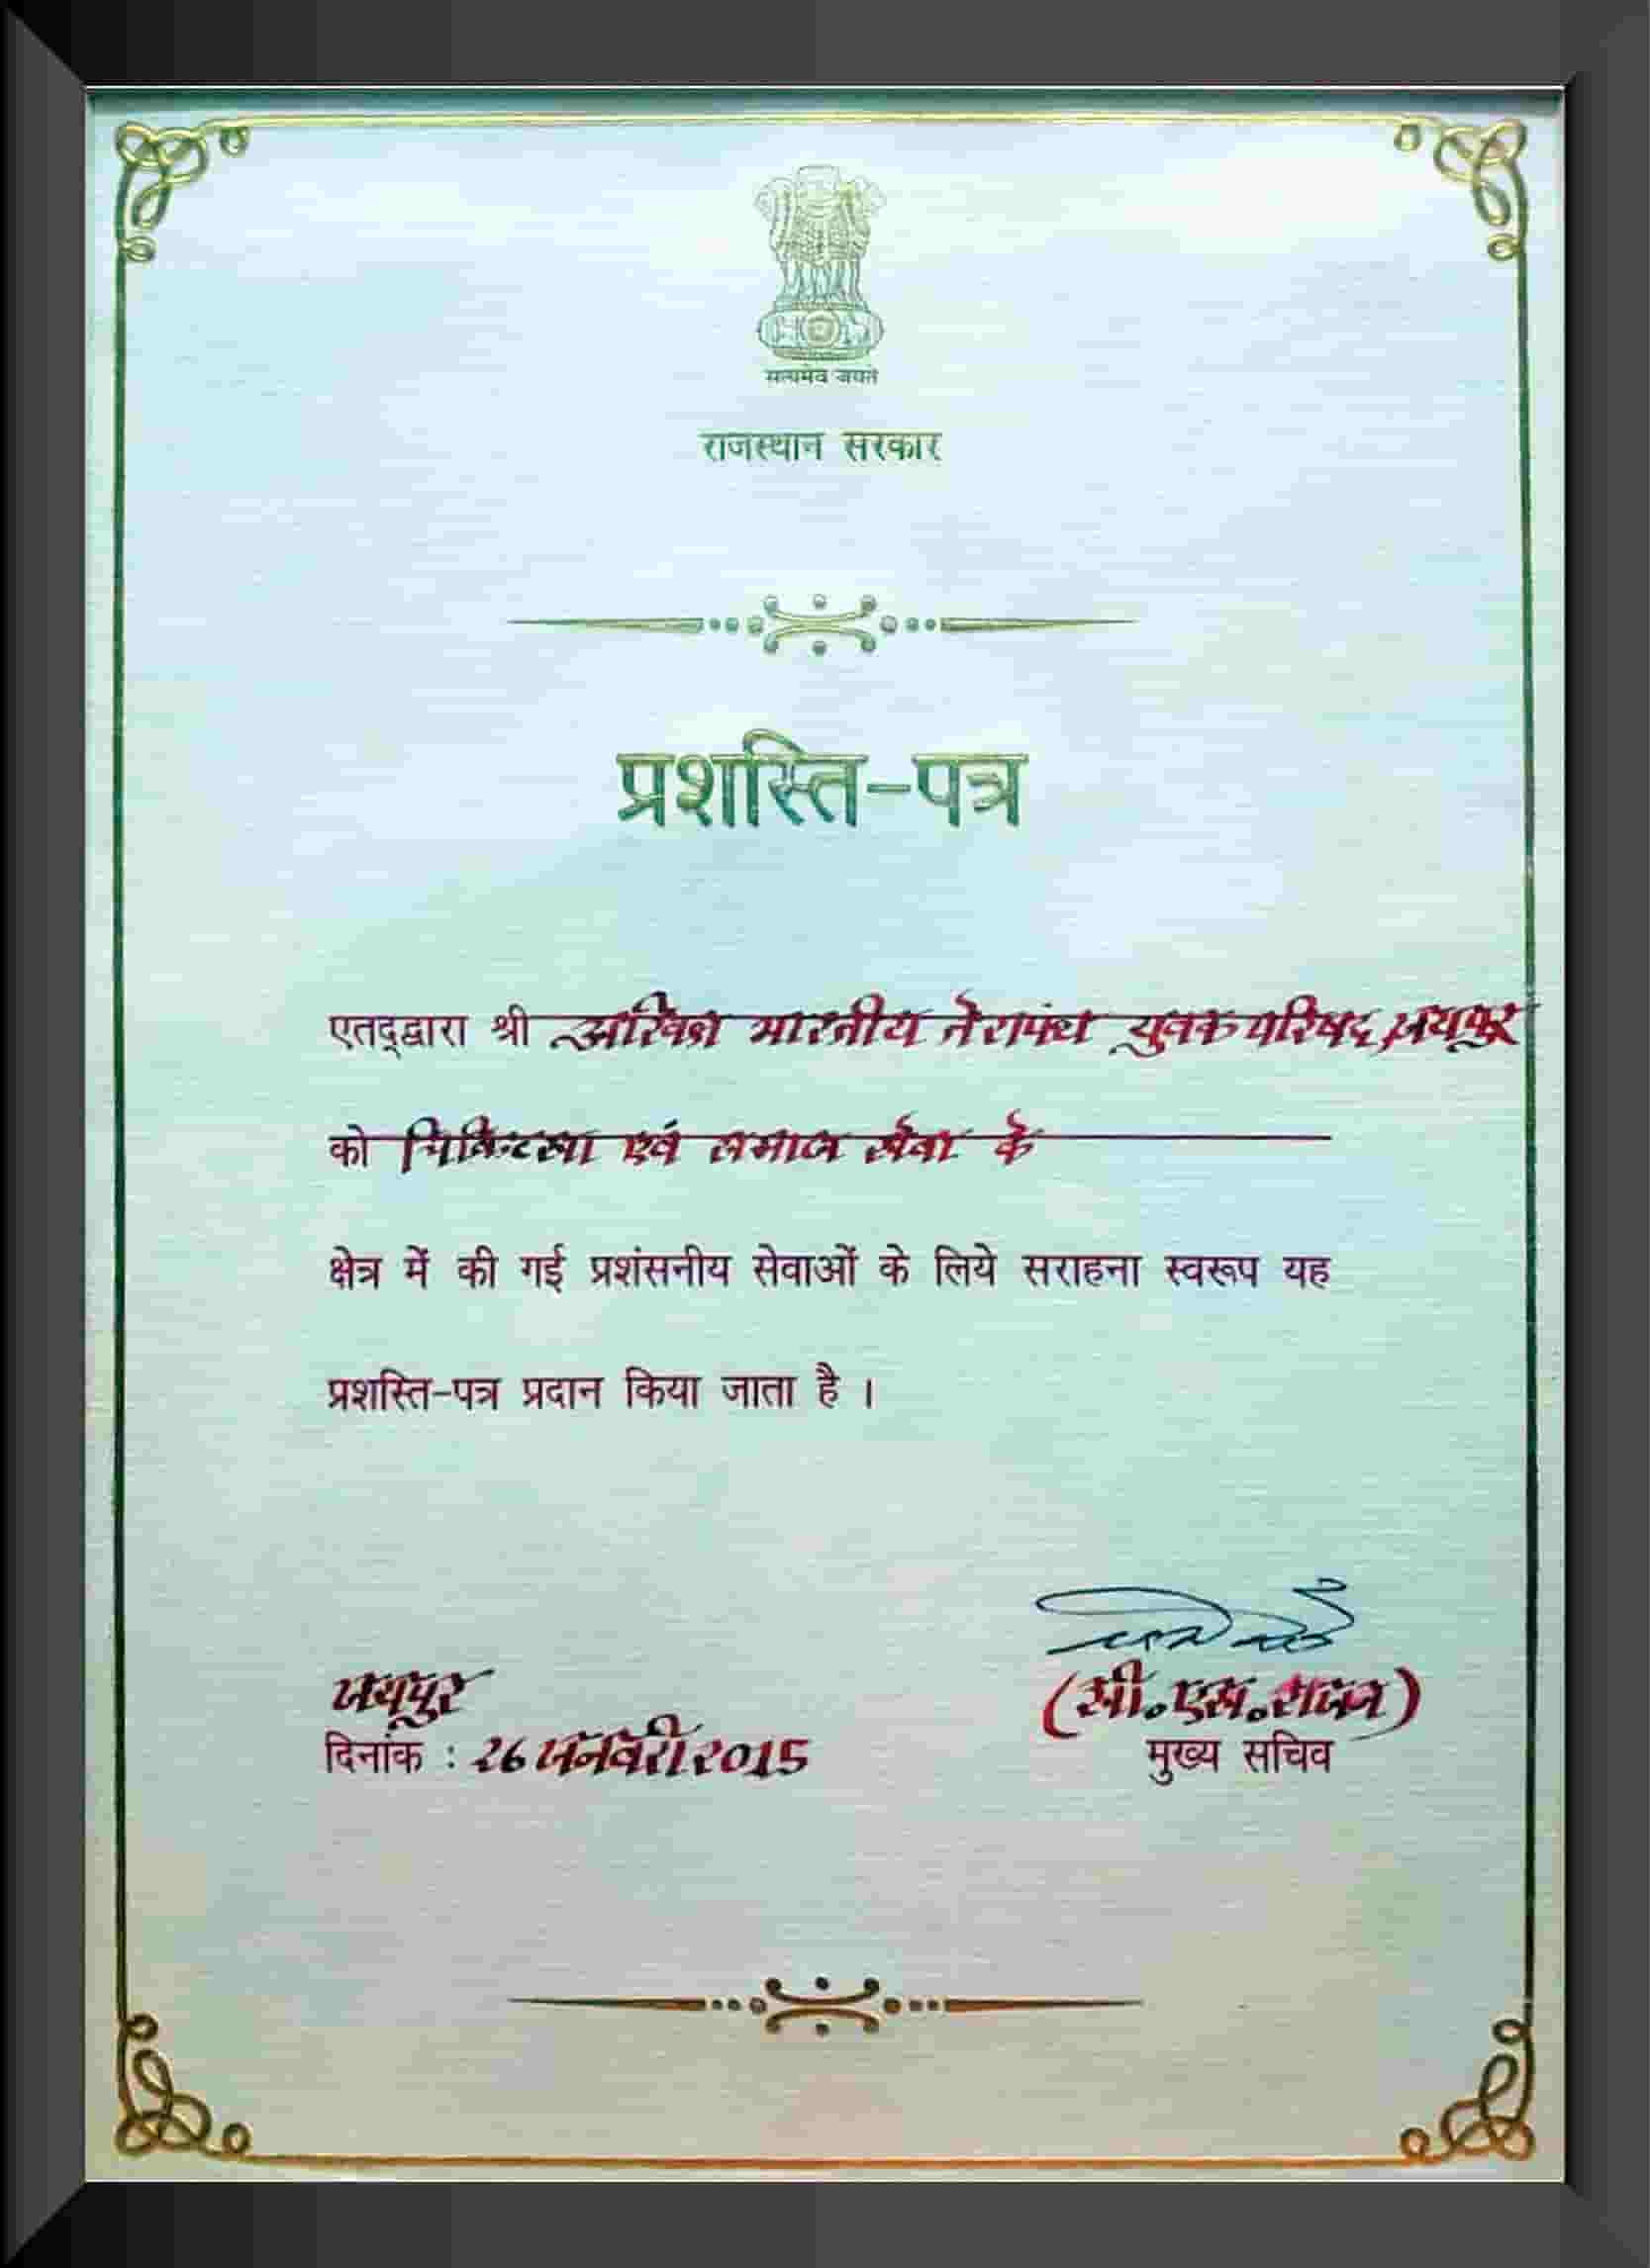 सत्यमेव जयते
राजस्थान सरकार
प्रशस्ति-पत्र
एतद्द्वारा श्री अखिल भारतीय तेरापंथ युवक परिषद, जयपुर
को चिकित्सा एवं समाज सेवा के
क्षेत्र में की गई प्रशंसनीय सेवाओं के लिये सराहना स्वरूप यह
प्रशस्ति-पत्र प्रदान किया जाता है ।
जयपुर
दिनांक : 26 जनवरी 2015
(सी.एस.राजन)
मुख्य सचिव